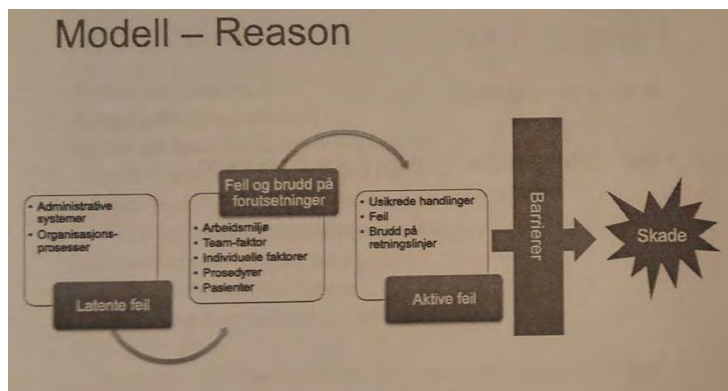 Modell – Reason
• Administrative
systemer
• Organisasjons-
prosesser
Latente feil
Feil og brudd på
forutsetninger
• Arbeidsmiljø
• Team-faktor
• Individuelle faktorer
• Prosedyrer
• Pasienter
• Usikrede handlinger
• Feil
• Brudd på
retningslinjer
Aktive feil
Barrierer
Skade